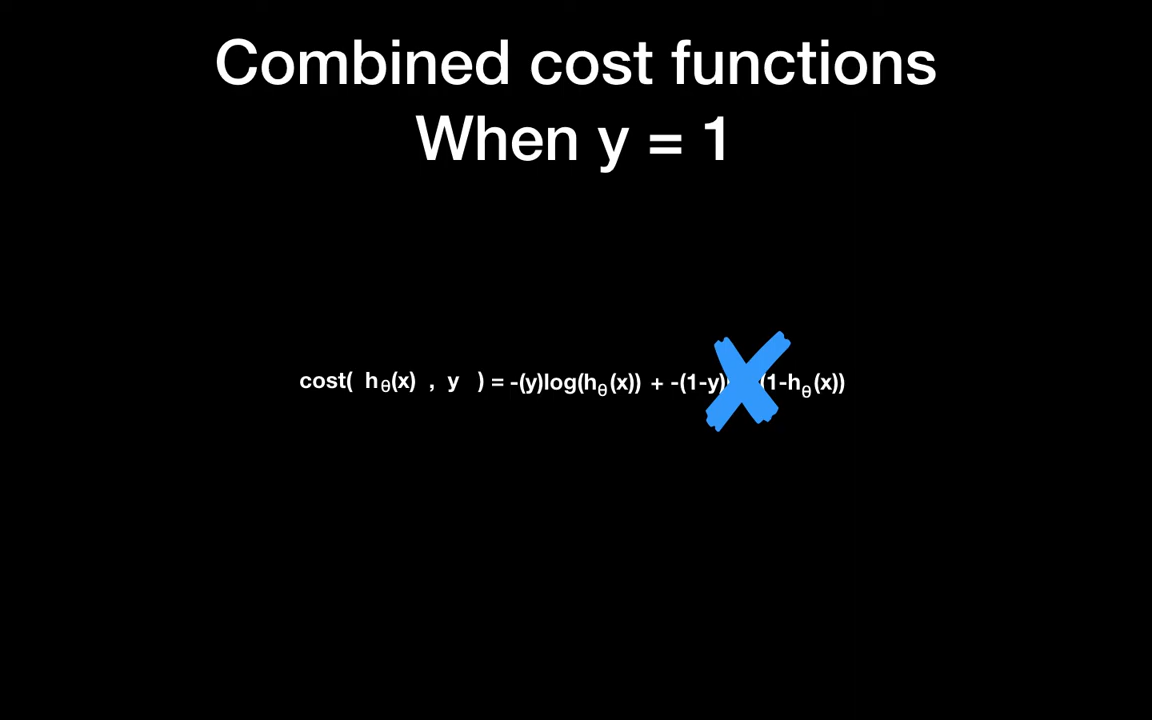 Combined cost functions
When y = 1
cost( hθ(x) , y ) = -(y)log(hθ(x)) + -(1-y) (1-hθ(x))